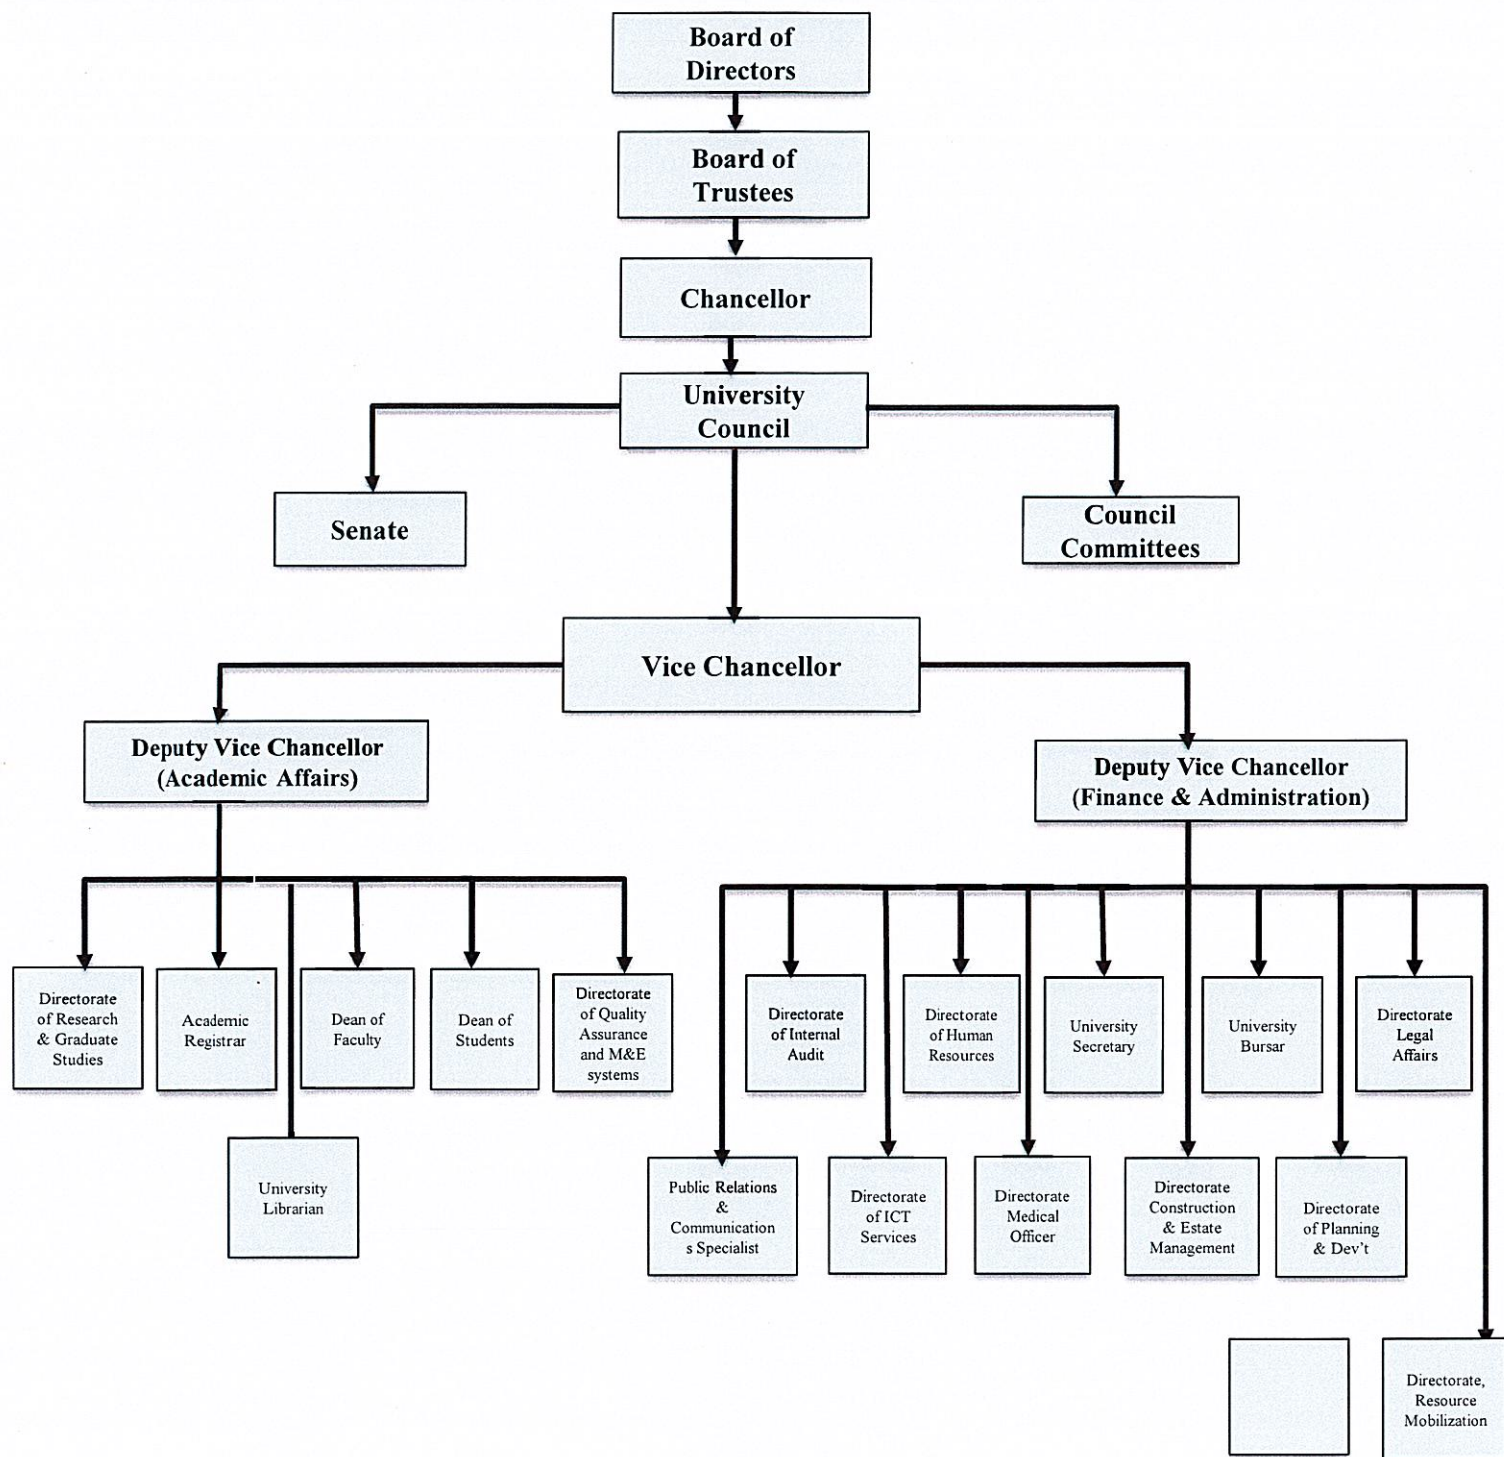 Board of
Directors
Board of
Trustees
Chancellor
University
Council
Senate
Council
Committees
Vice Chancellor
Deputy Vice Chancellor
(Academic Affairs)
Deputy Vice Chancellor
(Finance & Administration)
Directorate
of Research
& Graduate
Studies
Academic
Registrar
Dean of
Faculty
Dean of
Students
Directorate
of Quality
Assurance
and M&E
systems
Directorate
of Internal
Audit
Directorate
of Human
Resources
University
Secretary
University
Bursar
Directorate
Legal
Affairs
University
Librarian
Public Relations
&
Communication
s Specialist
Directorate
of ICT
Services
Directorate
Medical
Officer
Directorate
Construction
& Estate
Management
Directorate
of Planning
& Dev't
Directorate,
Resource
Mobilization